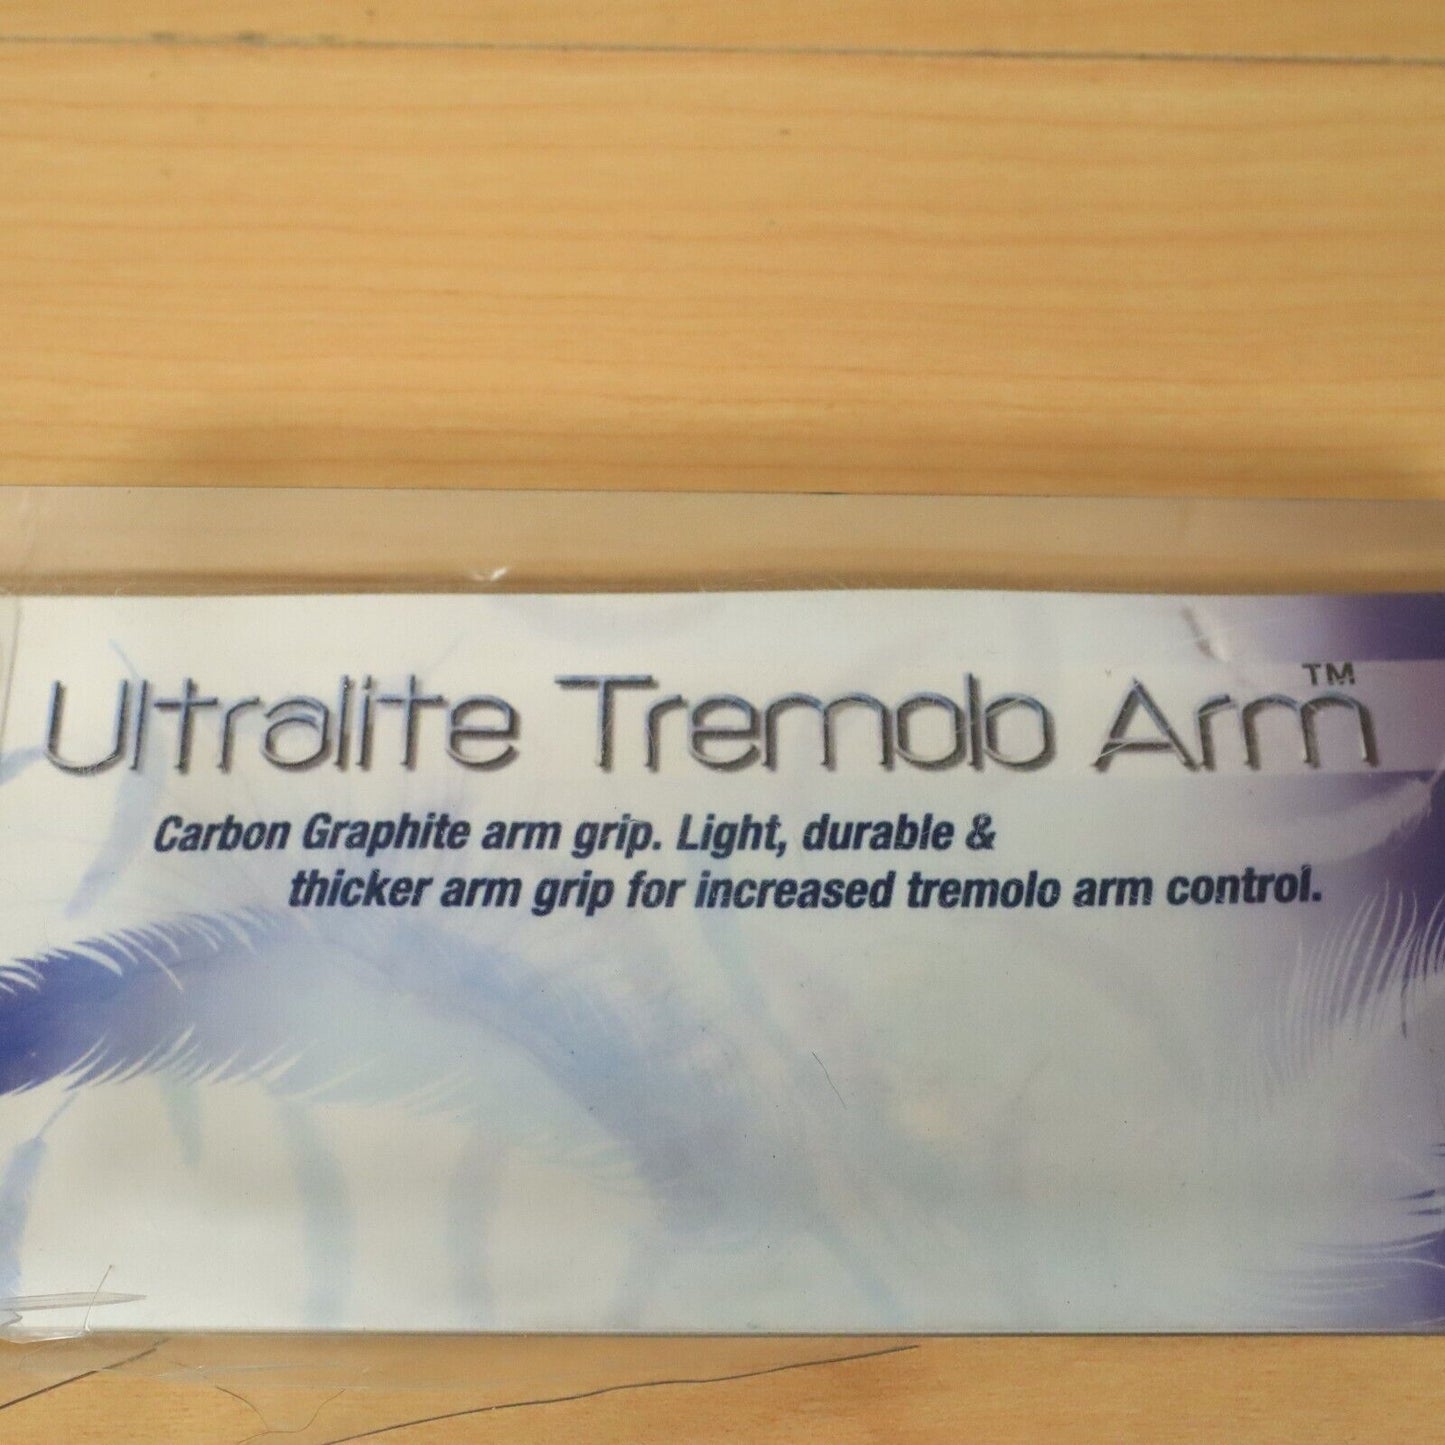 Ultralite Tremolo Arm™
Carbon Graphite arm grip. Light, durable &
thicker arm grip for increased tremolo arm control.